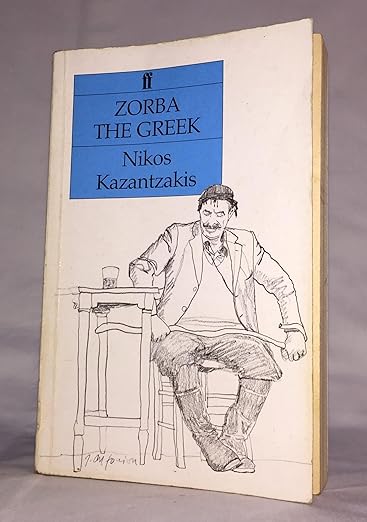 ff
ZORBA
THE GREEK
Nikos
Kazantzakis